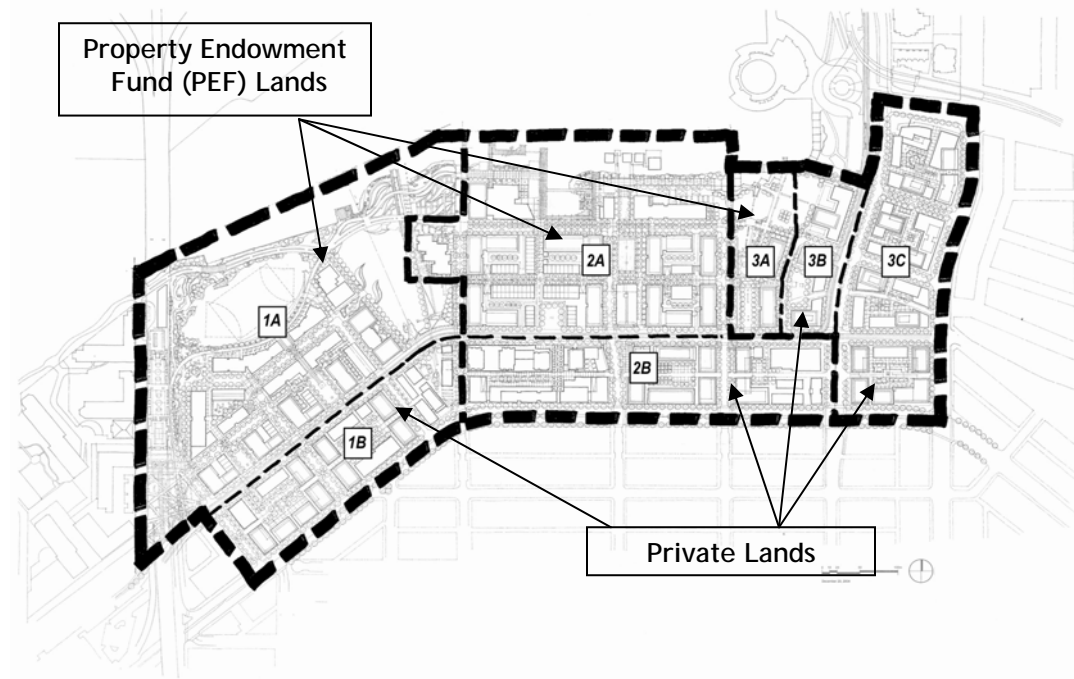 Property Endowment
Fund (PEF) Lands
3A
3B
3C
2A
1A
2B
1B
Private Lands